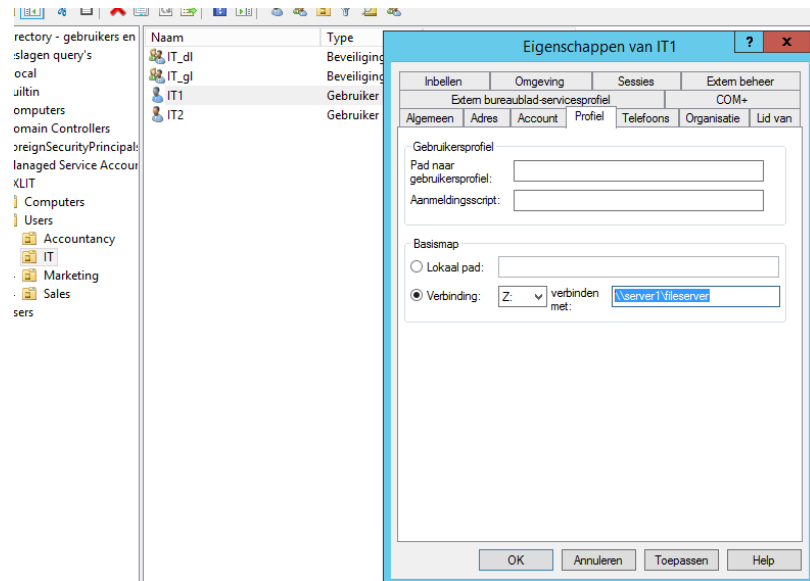 rectory - gebruikers en
eslagen query's
ocal
uiltin
omputers
omain Controllers
oreignSecurityPrincipals
Managed Service Accour
XLIT
Computers
Users
Accountancy
IT
Marketing
Sales
sers
Naam Type
IT_dl Beveiliging
IT_gl Beveiliging
IT1 Gebruiker
IT2 Gebruiker
Eigenschappen van IT1 ? x
Inbellen Omgeving Sessies Extern beheer
Extern bureaublad-servicesprofiel COM+
Algemeen Adres Account Profiel Telefoons Organisatie Lid van
Gebruikersprofiel
Pad naar
gebruikersprofiel:
Aanmeldingsscript:
Basismap
Lokaal pad:
Verbinding: Z: verbinden
met: \\server1\fileserver
OK Annuleren Toepassen Help